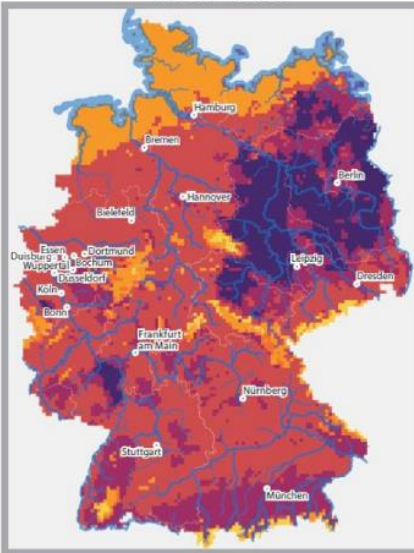 Hamburg
Bremen
Berlin
Hannover
Bielefeld
Essen
Dortmund
Duisburg
Bochum
Wuppertal
Düsseldorf
Leipzig
Dresden
Köln
Bonn
Frankfurt
am Main
Nürnberg
Stuttgart
München